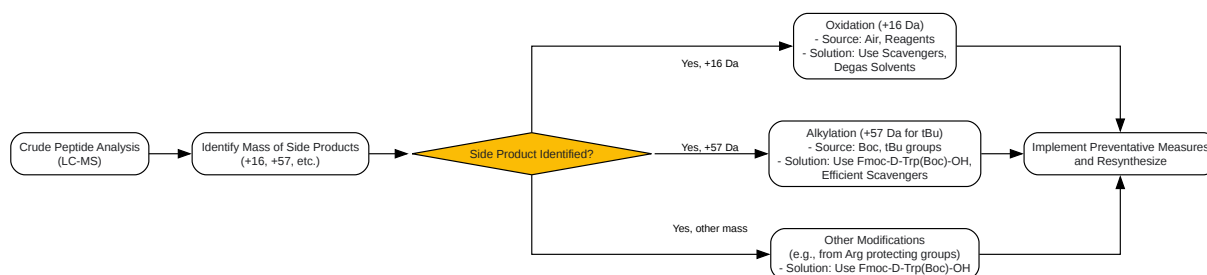 Crude Peptide Analysis
(LC-MS)
Identify Mass of Side Products
(+16, +57, etc.)
Side Product Identified?
Yes, +16 Da
Yes, +57 Da
Yes, other mass
Oxidation (+16 Da)
- Source: Air, Reagents
- Solution: Use Scavengers,
Degas Solvents
Alkylation (+57 Da for tBu)
- Source: Boc, tBu groups
- Solution: Use Fmoc-D-Trp(Boc)-OH,
Efficient Scavengers
Other Modifications
(e.g., from Arg protecting groups)
- Solution: Use Fmoc-D-Trp(Boc)-OH
Implement Preventative Measures
and Resynthesize